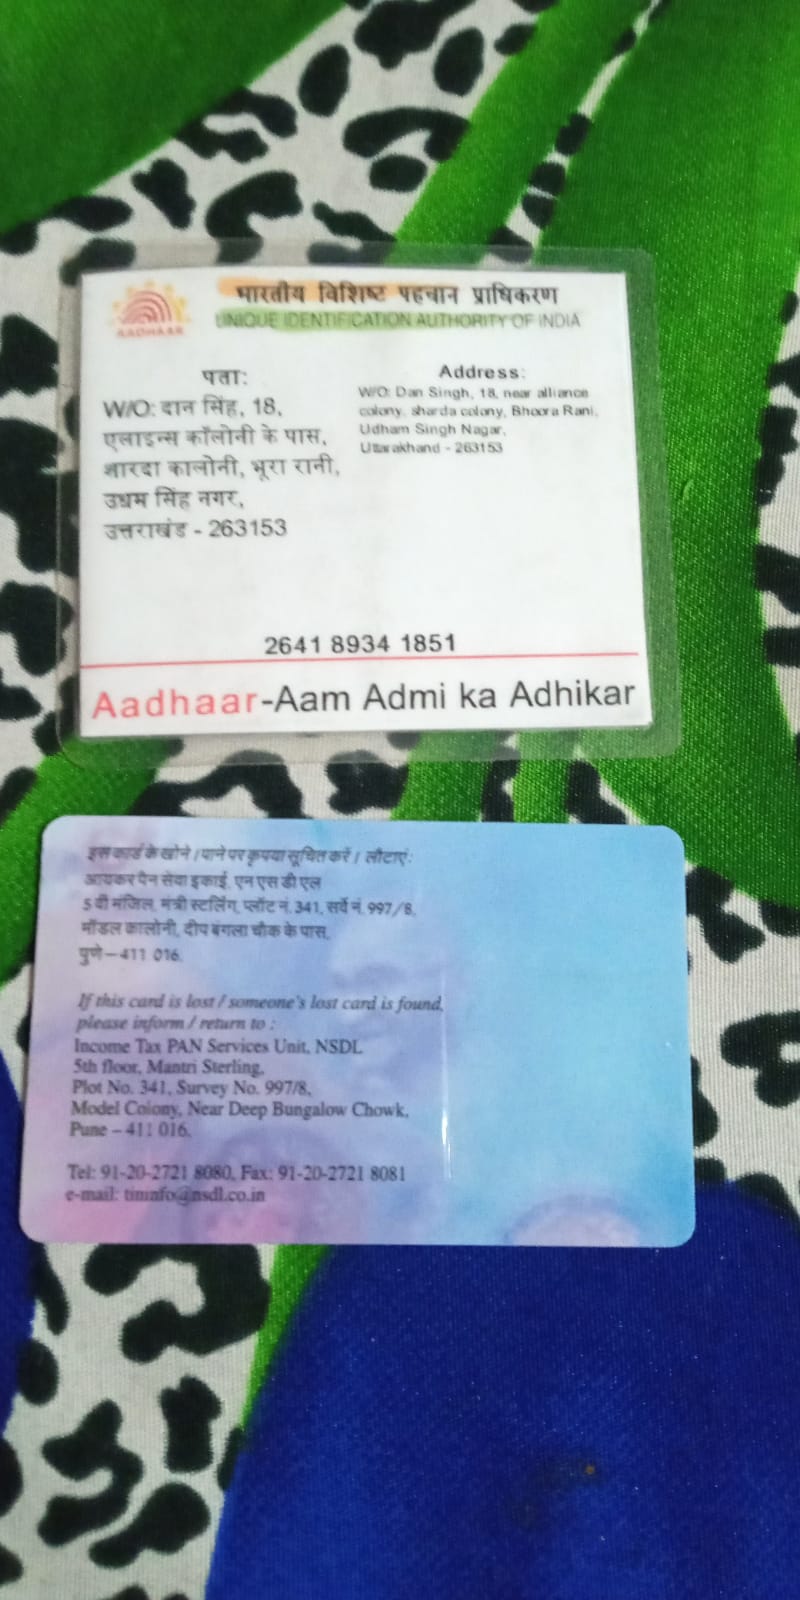 AADHAAR
भारतीय विशिष्ट पहचान प्राधिकरण
UNIQUE IDENTIFICATION AUTHORITY OF INDIA
पता:
W/O: दान सिंह, 18,
एलाइन्स कॉलोनी के पास,
शारदा कालोनी, भूरा रानी,
उधम सिंह नगर,
उत्तराखंड - 263153
Address:
W/O: Dan Singh, 18, near alliance
colony, sharda colony, Bhoora Rani,
Udham Singh Nagar,
Uttarakhand - 263153
2641 8934 1851
Aadhaar-Aam Admi ka Adhikar
इस कार्ड के खोने / पाने पर कृपया सूचित करें / लौटाएं:
आयकर पैन सेवा इकाई, एन एस डी एल
5 वी मंजिल, मंत्री स्टर्लिंग, प्लॉट नं. 341, सर्वे नं. 997/8,
मॉडल कालोनी, दीप बंगला चौक के पास,
पुणे – 411 016.
If this card is lost / someone's lost card is found,
please inform / return to :
Income Tax PAN Services Unit, NSDL
5th floor, Mantri Sterling,
Plot No. 341, Survey No. 997/8,
Model Colony, Near Deep Bungalow Chowk,
Pune – 411 016.
Tel: 91-20-2721 8080, Fax: 91-20-2721 8081
e-mail: tininfo@nsdl.co.in